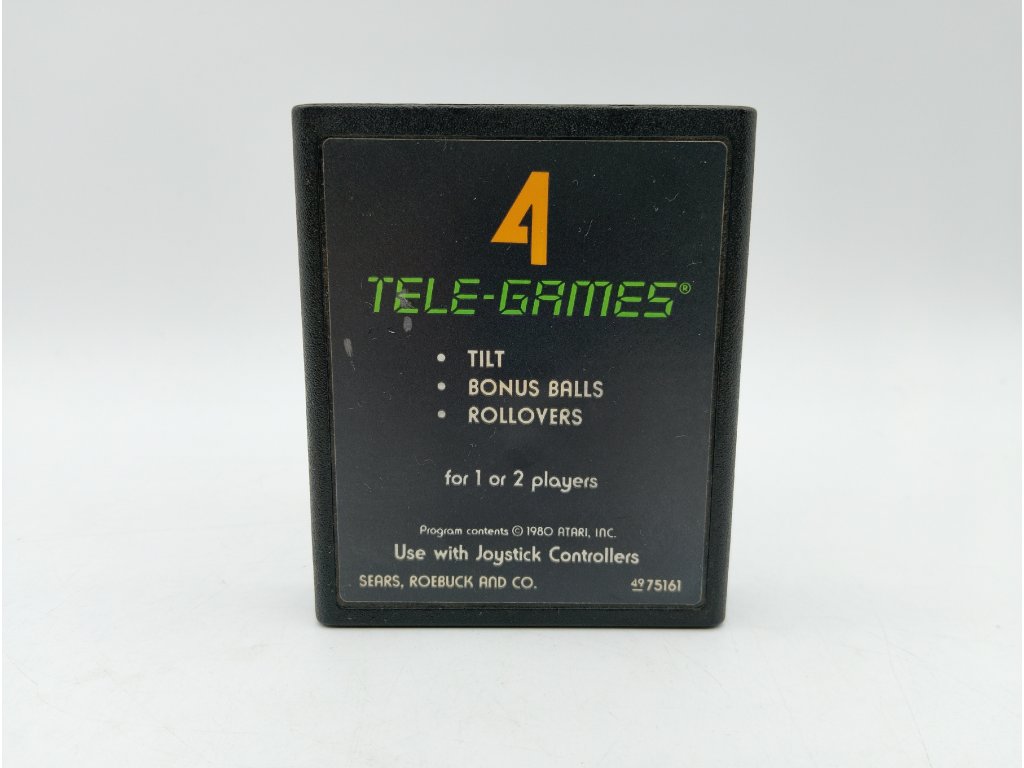 4
TELE-GAMES®
• TILT
• BONUS BALLS
• ROLLOVERS
for 1 or 2 players
Program contents © 1980 ATARI, INC.
Use with Joystick Controllers
SEARS, ROEBUCK AND CO. 49 75161